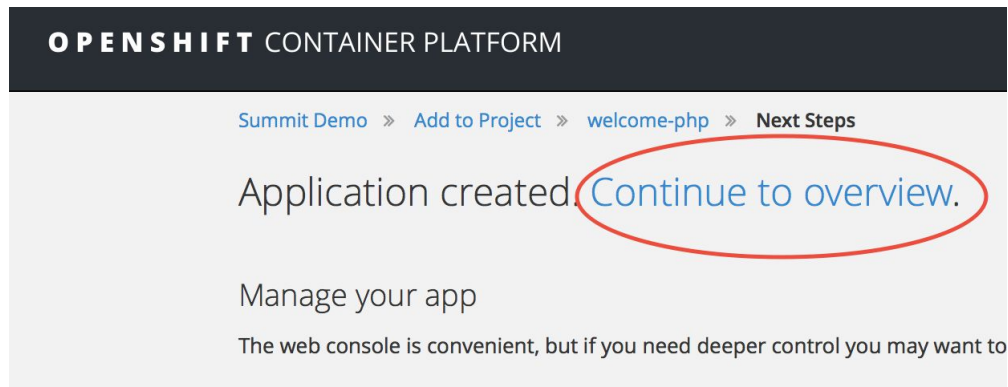 OPENSHIFT CONTAINER PLATFORM
Summit Demo » Add to Project » welcome-php » Next Steps
Application created. Continue to overview.
Manage your app
The web console is convenient, but if you need deeper control you may want to